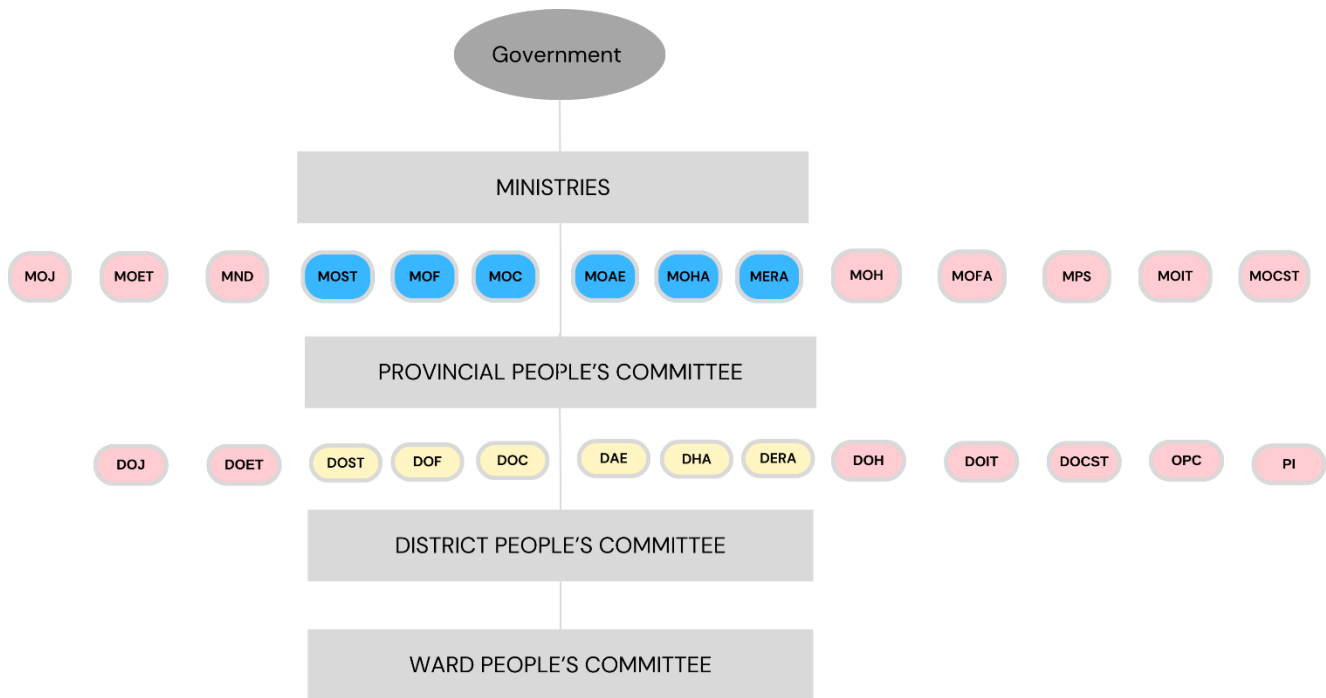 Government
MINISTRIES
MOJ MOET MND MOST MOF MOC MOAE MOHA MERA MOH MOFA MPS MOIT MOCST
PROVINCIAL PEOPLE'S COMMITTEE
DOJ DOET DOST DOF DOC DAE DHA DERA DOH DOIT DOCST OPC PI
DISTRICT PEOPLE'S COMMITTEE
WARD PEOPLE'S COMMITTEE